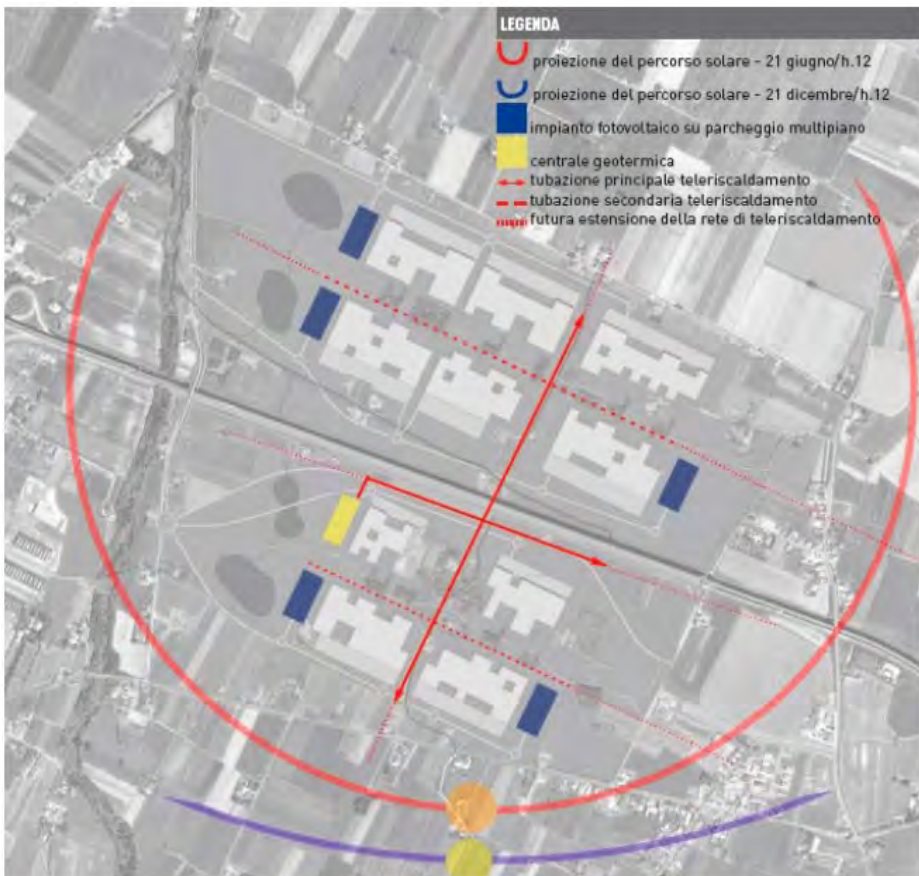 LEGENDA
proiezione del percorso solare - 21 giugno/h.12
proiezione del percorso solare - 21 dicembre/h.12
impianto fotovoltaico su parcheggio multipiano
centrale geotermica
tubazione principale teleriscaldamento
tubazione secondaria teleriscaldamento
futura estensione della rete di teleriscaldamento